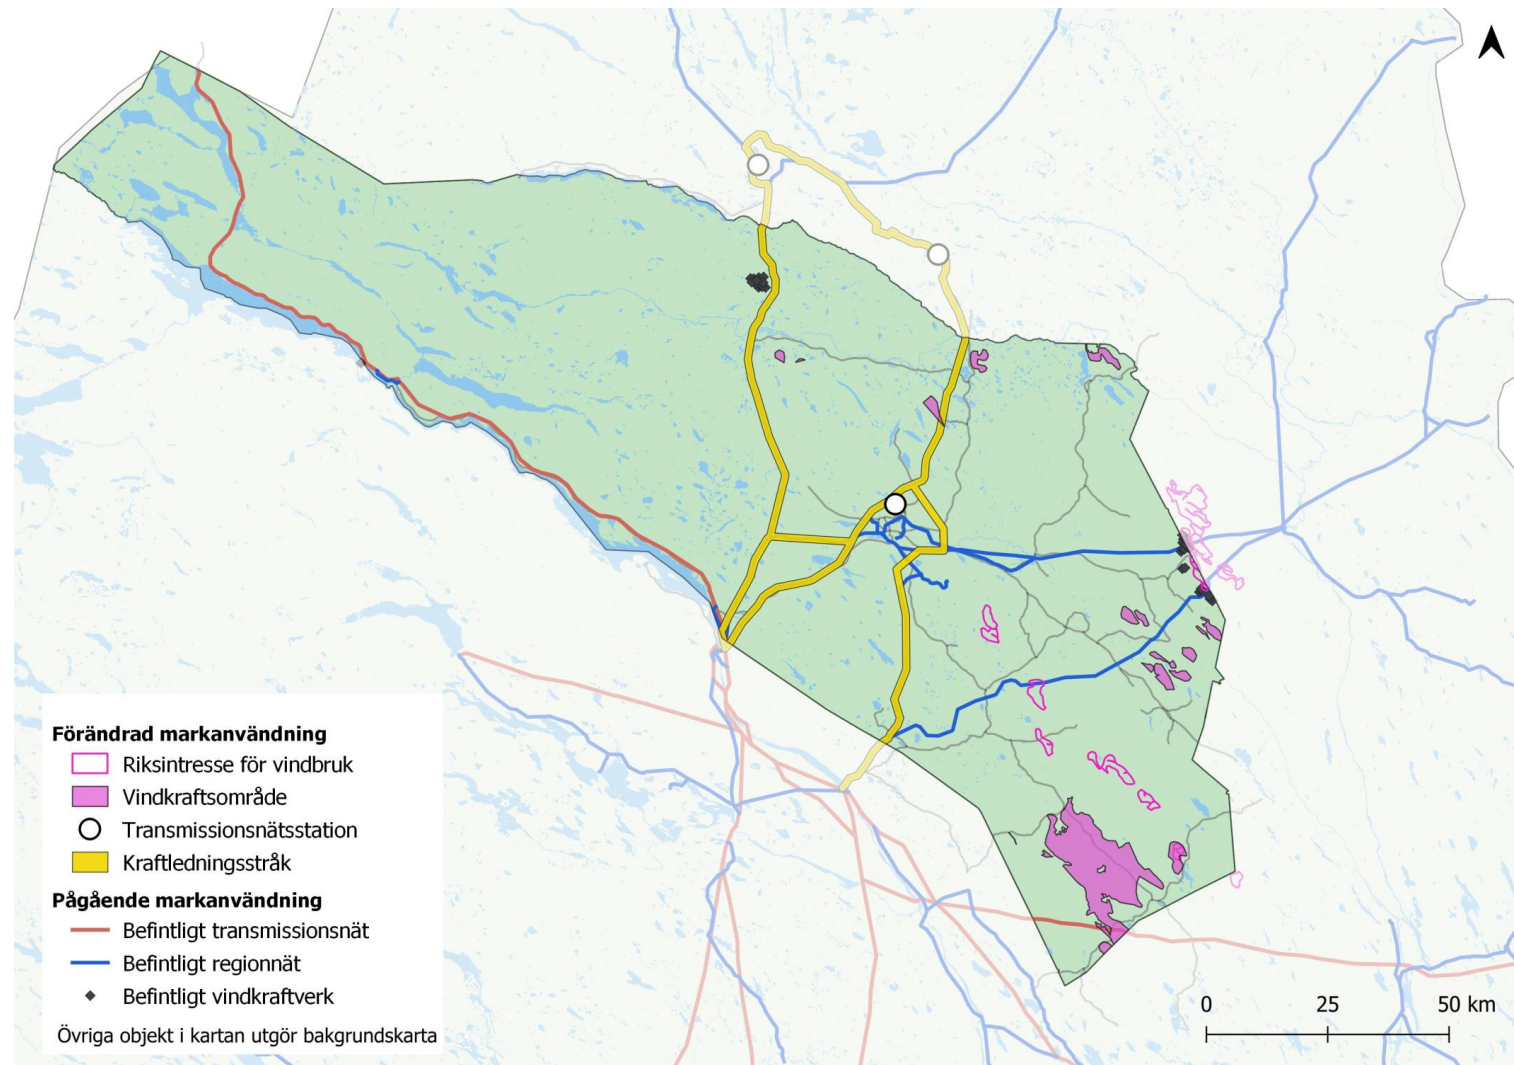 Förändrad markanvändning
Riksintresse för vindbruk
Vindkraftsområde
Transmissionsnätsstation
Kraftledningsstråk
Pågående markanvändning
Befintligt transmissionsnät
Befintligt regionnät
Befintligt vindkraftverk
Övriga objekt i kartan utgör bakgrundskarta
0 25 50 km